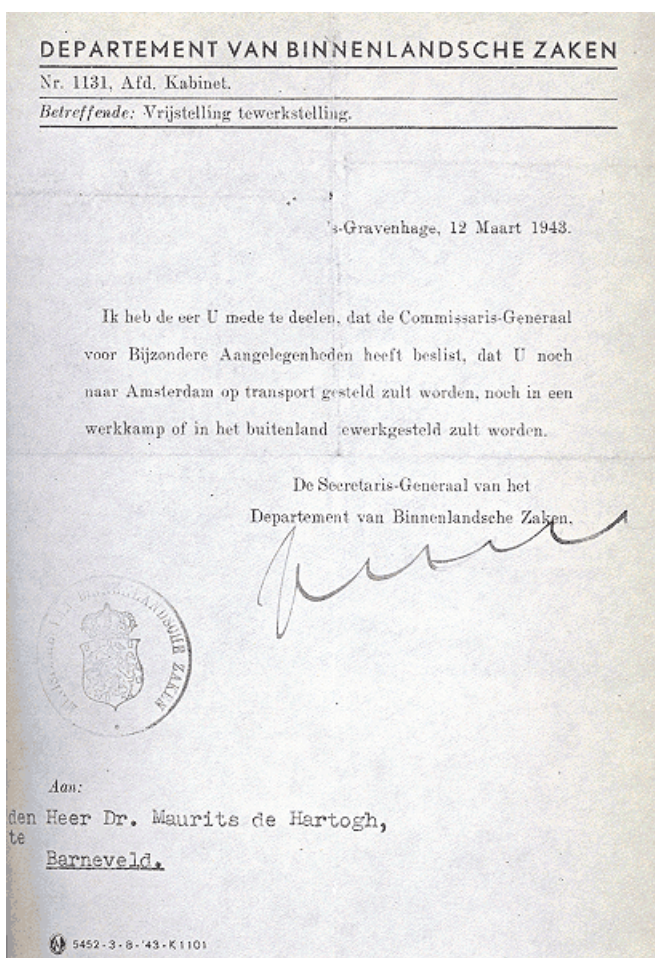 DEPARTEMENT VAN BINNENLANDSCHE ZAKEN
Nr. 1131, Afd. Kabinet.
Betreffende: Vrijstelling tewerkstelling.
's-Gravenhage, 12 Maart 1943.
Ik heb de eer U mede te deelen, dat de Commissaris-Generaal
voor Bijzondere Aangelegenheden heeft beslist, dat U noch
naar Amsterdam op transport gesteld zult worden, noch in een
werkkamp of in het buitenland tewerkgesteld zult worden.
De Secretaris-Generaal van het
Departement van Binnenlandsche Zaken,
BINNENLANDSCHE ZAKEN
Aan:
den Heer Dr. Maurits de Hartogh,
te
Barneveld.
5452-3-8-'43-K1101